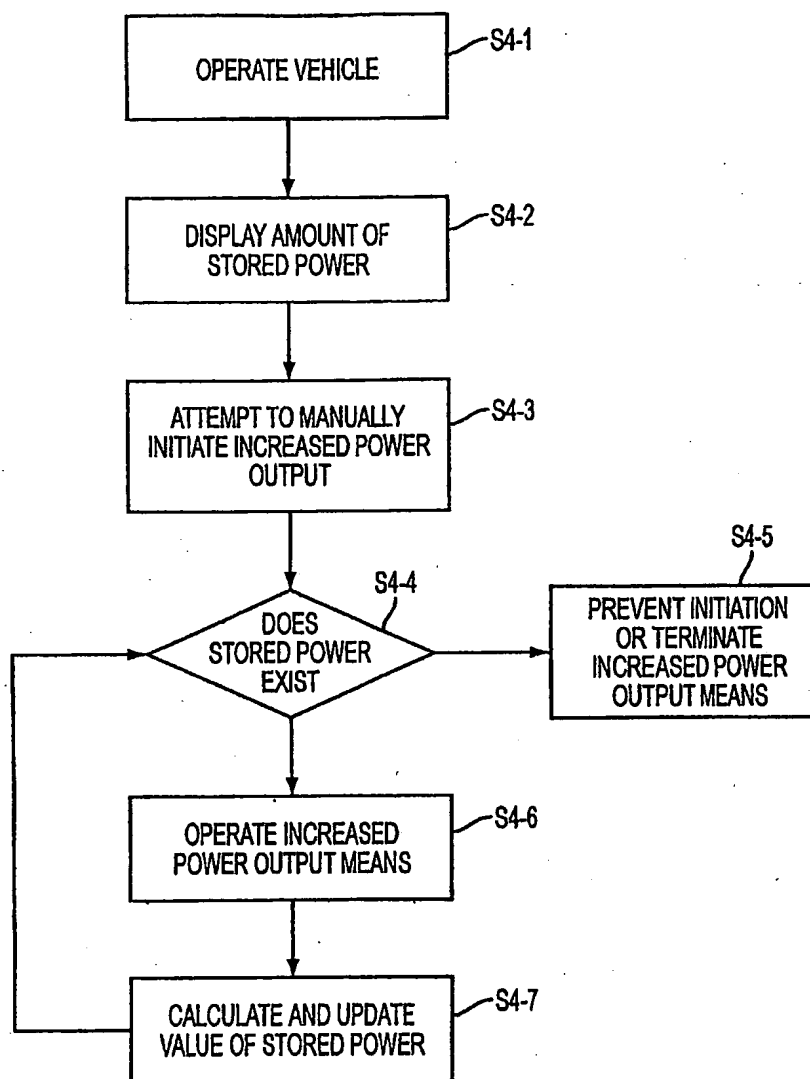 S4-1
OPERATE VEHICLE
S4-2
DISPLAY AMOUNT OF
STORED POWER
S4-3
ATTEMPT TO MANUALLY
INITIATE INCREASED POWER
OUTPUT
S4-4
DOES
STORED POWER
EXIST
S4-5
PREVENT INITIATION
OR TERMINATE
INCREASED POWER
OUTPUT MEANS
S4-6
OPERATE INCREASED
POWER OUTPUT MEANS
S4-7
CALCULATE AND UPDATE
VALUE OF STORED POWER